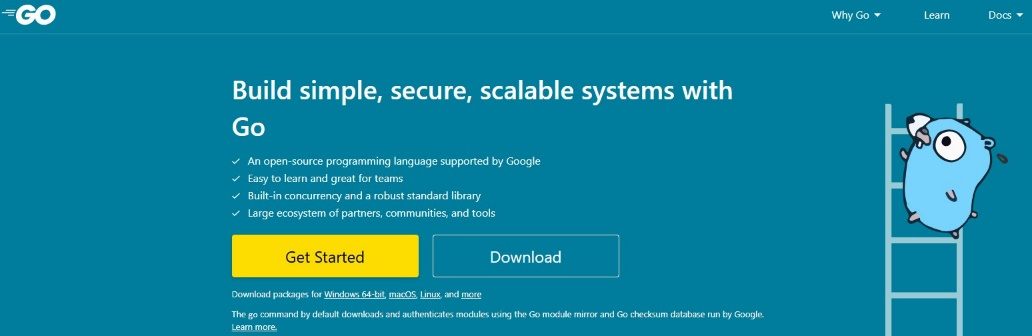 GO
Why Go
Learn
Docs
Build simple, secure, scalable systems with
Go
An open-source programming language supported by Google
Easy to learn and great for teams
Built-in concurrency and a robust standard library
Large ecosystem of partners, communities, and tools
Get Started
Download
Download packages for Windows 64-bit, macOS, Linux, and more
The go command by default downloads and authenticates modules using the Go module mirror and Go checksum database run by Google.
Learn more.